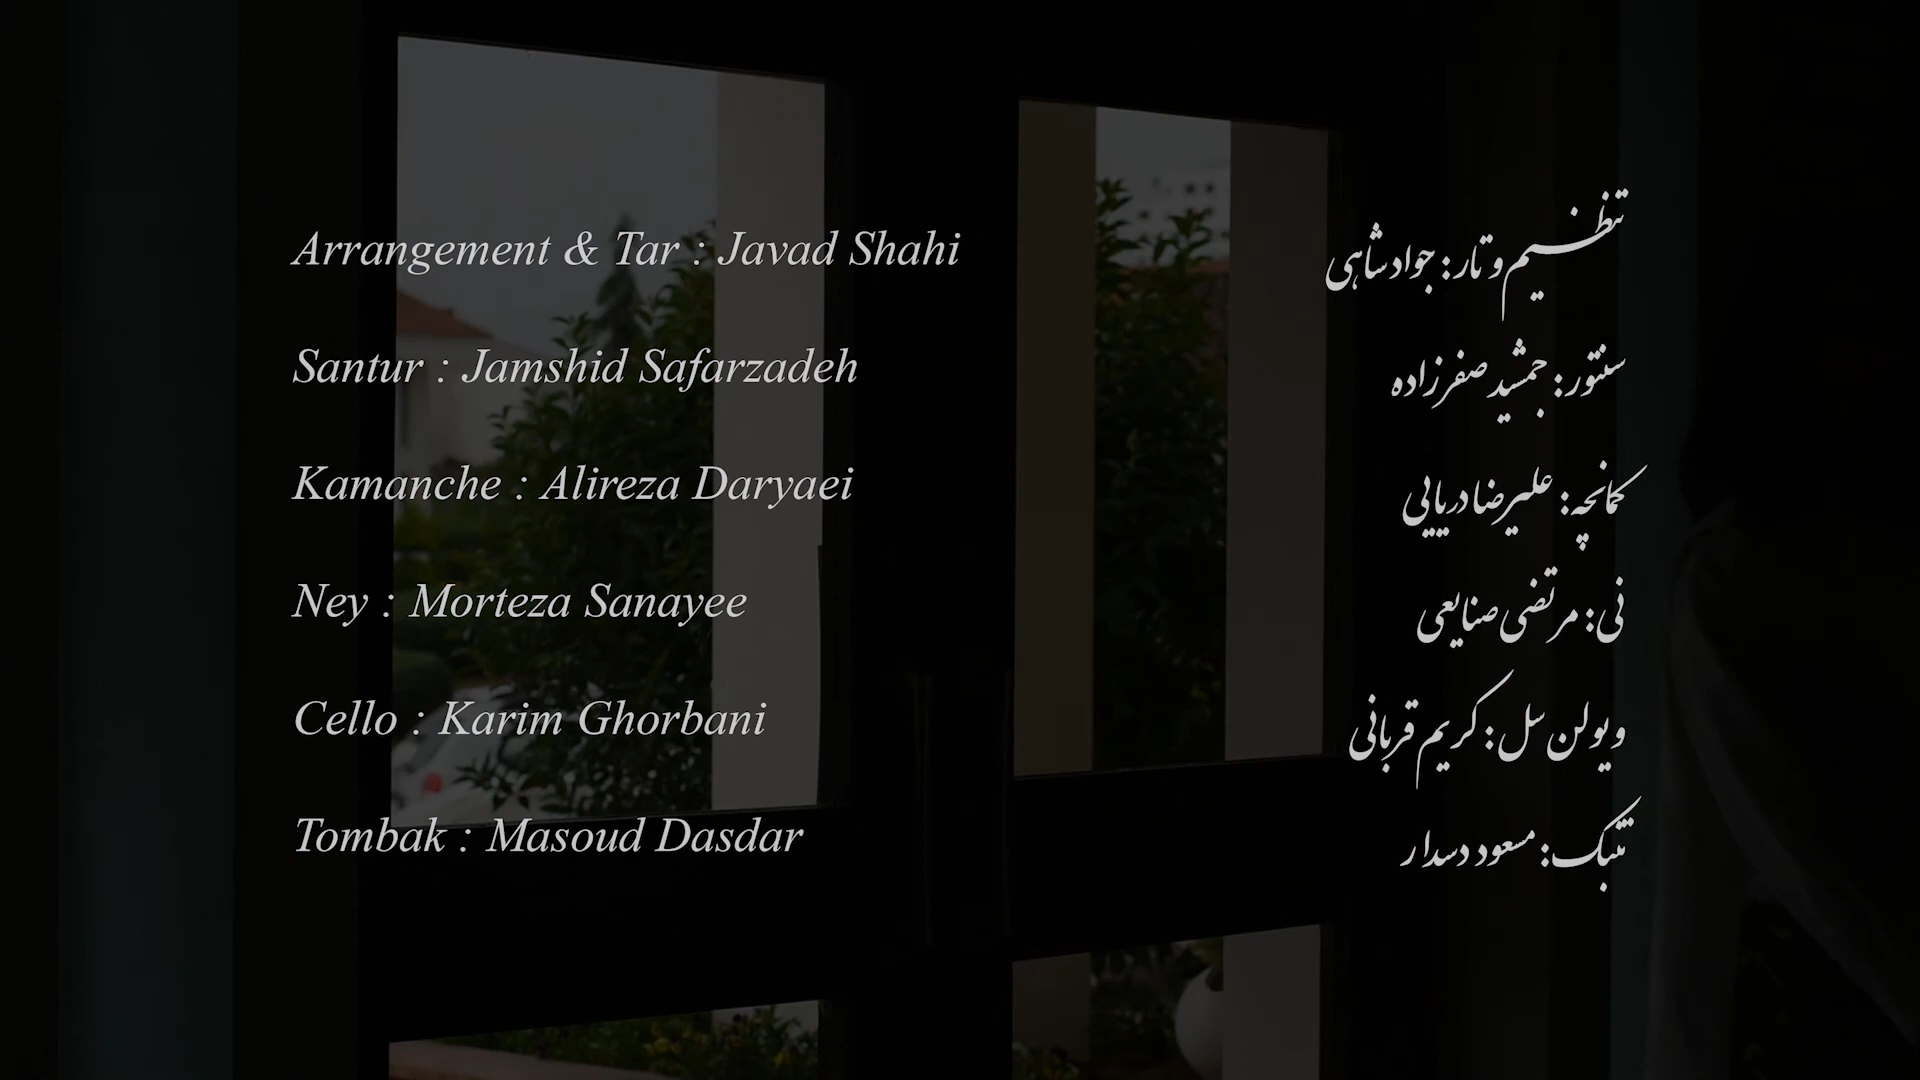 Arrangement & Tar : Javad Shahi
Santur : Jamshid Safarzadeh
Kamanche : Alireza Daryaei
Ney : Morteza Sanayee
Cello : Karim Ghorbani
Tombak : Masoud Dasdar
تنظیم و تار: جواد شاهی
سنتور: جمشید صفرزاده
کمانچه: علیرضا دریایی
نی: مرتضی صنایعی
ویولن سل: کریم قربانی
تنبک: مسعود دسدار